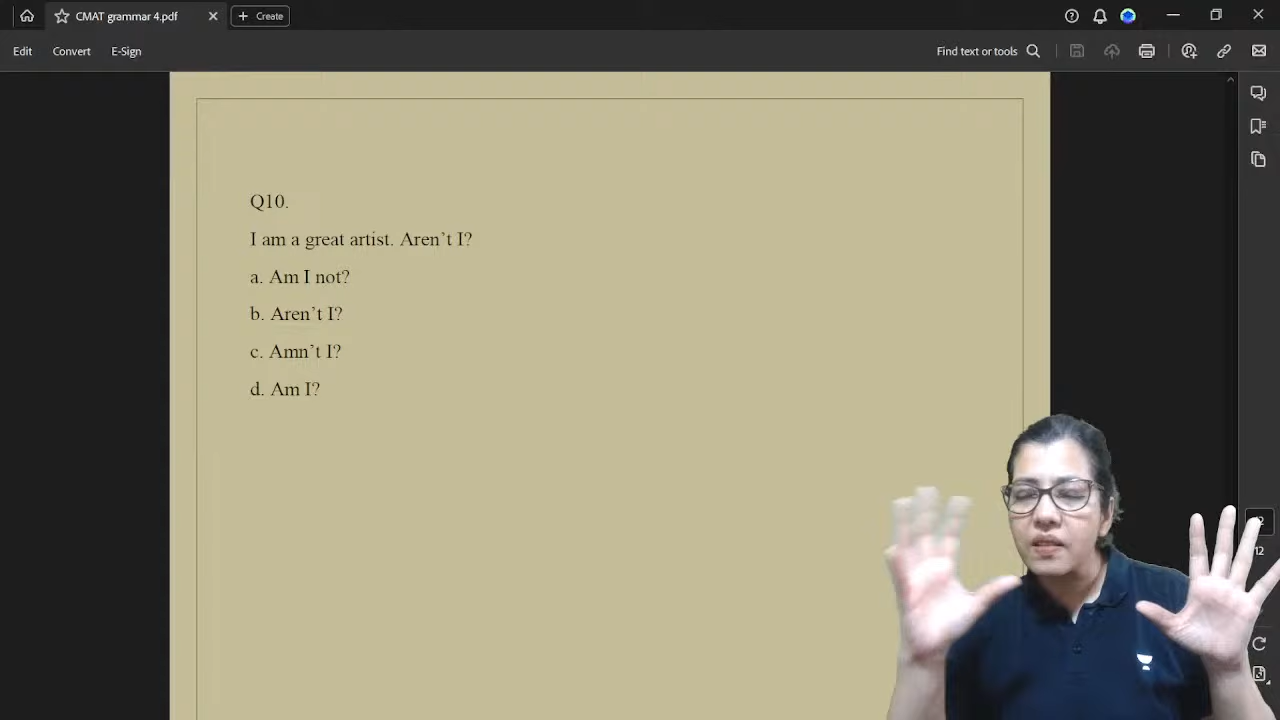 CMAT grammar 4.pdf
Create
Edit
Convert
E-Sign
Find text or tools
Q10.
I am a great artist. Aren’t I?
a. Am I not?
b. Aren’t I?
c. Amn’t I?
d. Am I?
12